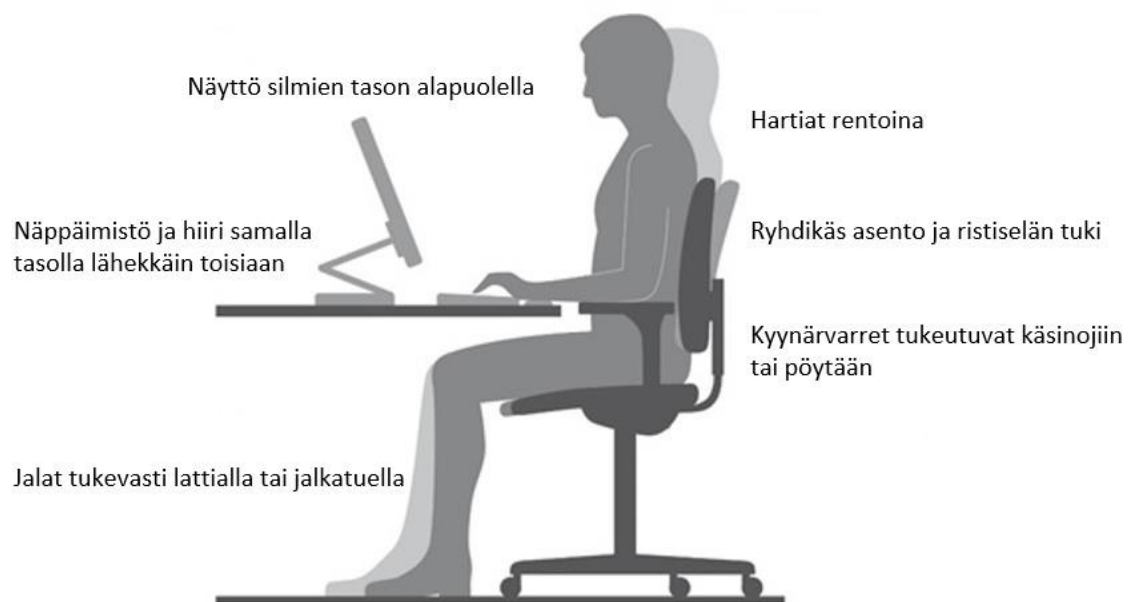 Näyttö silmien tason alapuolella
Hartiat rentoina
Näppäimistö ja hiiri samalla
tasolla lähekkäin toisiaan
Ryhdikäs asento ja ristiselän tuki
Kyynärvarret tukeutuvat käsinojiin
tai pöytään
Jalat tukevasti lattialla tai jalkatuella